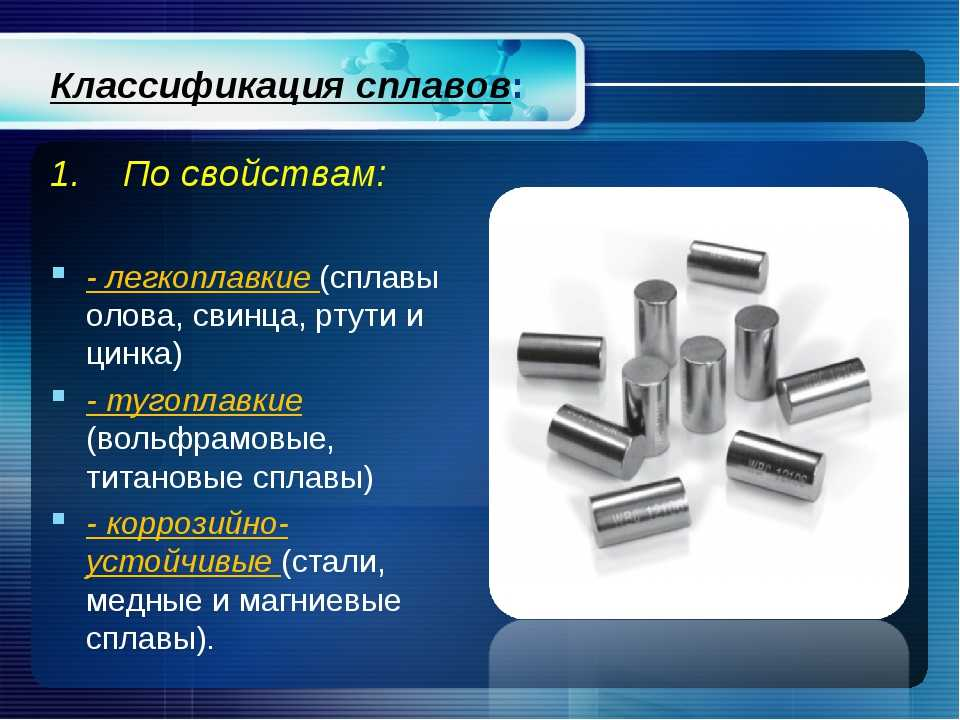 Классификация сплавов:
1. По свойствам:
- легкоплавкие (сплавы
олова, свинца, ртути и
цинка)
- тугоплавкие
(вольфрамовые,
титановые сплавы)
- коррозийно-
устойчивые (стали,
медные и магниевые
сплавы).